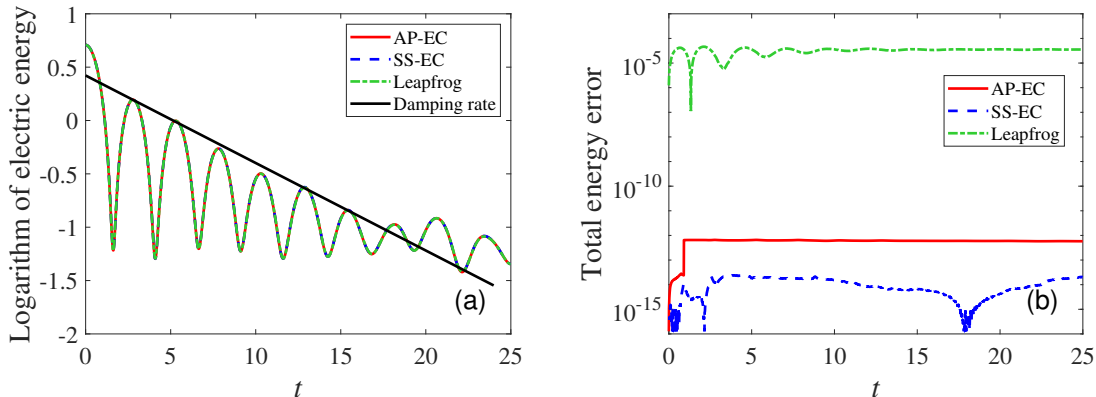 Logarithm of electric energy
1
0.5
0
-0.5
-1
-1.5
-2
0
5
10
15
20
25
t
AP-EC
SS-EC
Leapfrog
Damping rate
(a)
Total energy error
10^-5
10^-10
10^-15
0
5
10
15
20
25
t
AP-EC
SS-EC
Leapfrog
(b)